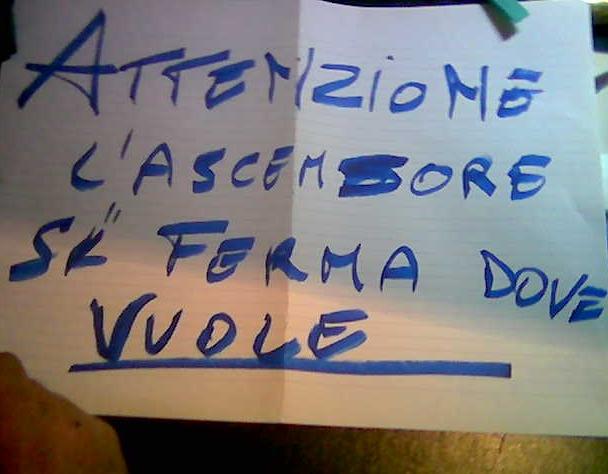 ATTENZIONE
L'ASCENSORE
SI FERMA DOVE
VUOLE